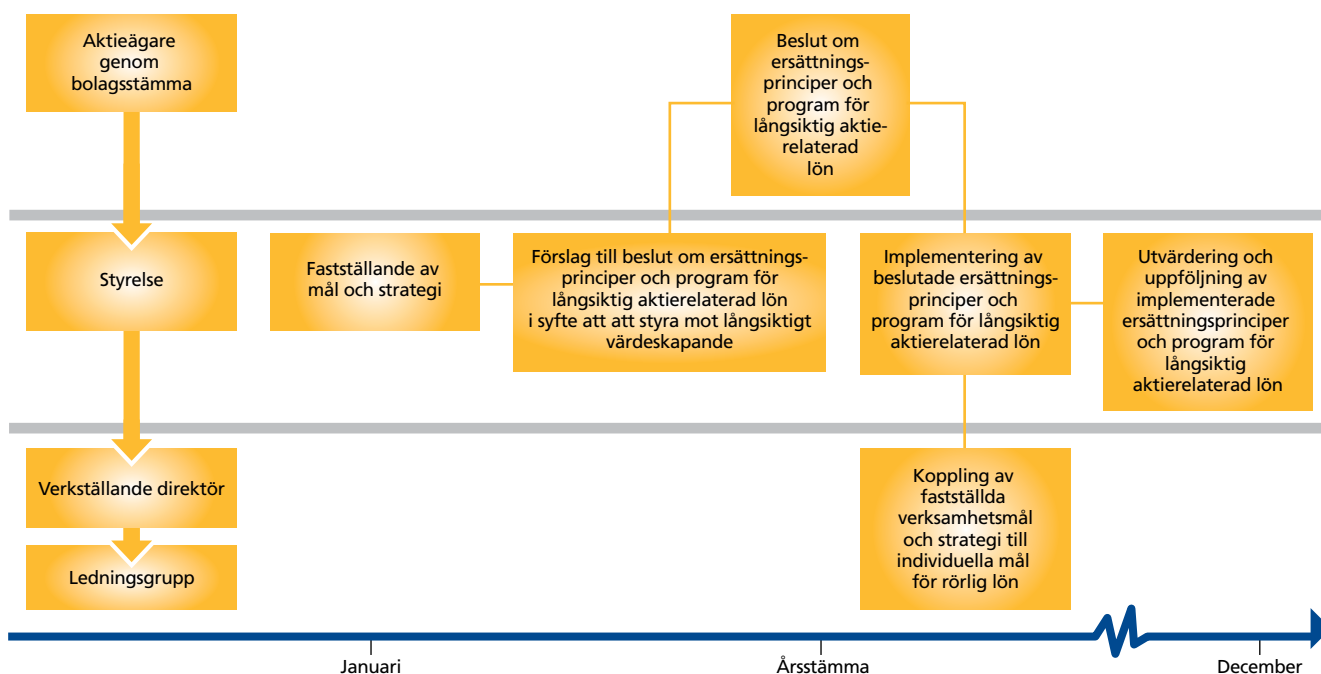 Aktieägare
genom
bolagsstämma
Beslut om
ersättnings-
principer och
program för
långsiktig aktie-
relaterad
lön
Styrelse
Fastställande av
mål och strategi
Förslag till beslut om ersättnings-
principer och program för
långsiktig aktierelaterad lön
i syfte att att styra mot långsiktigt
värdeskapande
Implementering av
beslutade ersättnings-
principer och
program för långsiktig
aktierelaterad lön
Utvärdering och
uppföljning av
implementerade
ersättningsprinciper
och program för
långsiktig
aktierelaterad lön
Verkställande direktör
Ledningsgrupp
Koppling av
fastställda
verksamhetsmål
och strategi till
individuella mål
för rörlig lön
Januari
Årsstämma
December